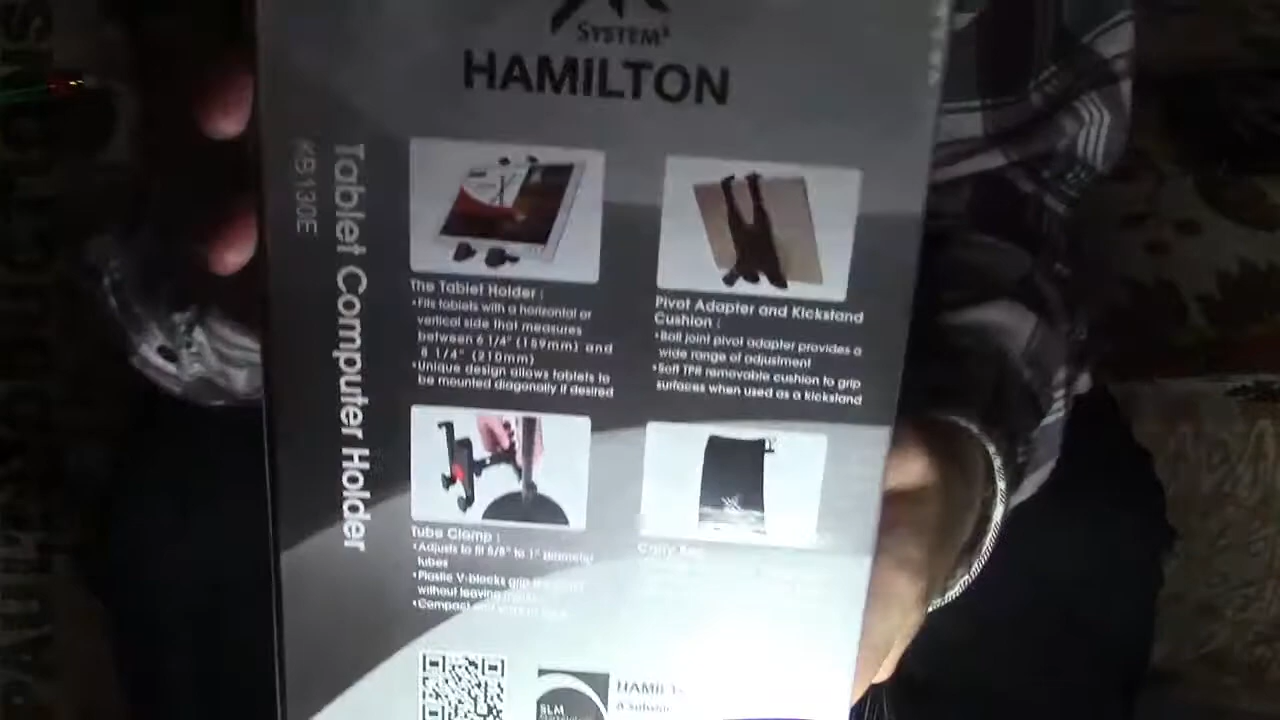 SYSTEM
HAMILTON
Tablet Computer Holder
KB130E
The Tablet Holder :
•Fits tablets with a horizontal or
vertical side that measures
between 6 1/4" (159mm) and
8 1/4" (210mm)
•Unique design allows tablets to
be mounted diagonally if desired
Pivot Adapter and Kickstand
Cushion :
•Ball joint pivot adapter provides a
wide range of adjustment
•Soft TPR removable cushion to grip
surfaces when used as a kickstand
Tube Clamp :
•Adjusts to fit 5/8" to 1" diameter
tubes
•Plastic V-blocks grip
without leaving
•Compact
Carry Bag
SLM